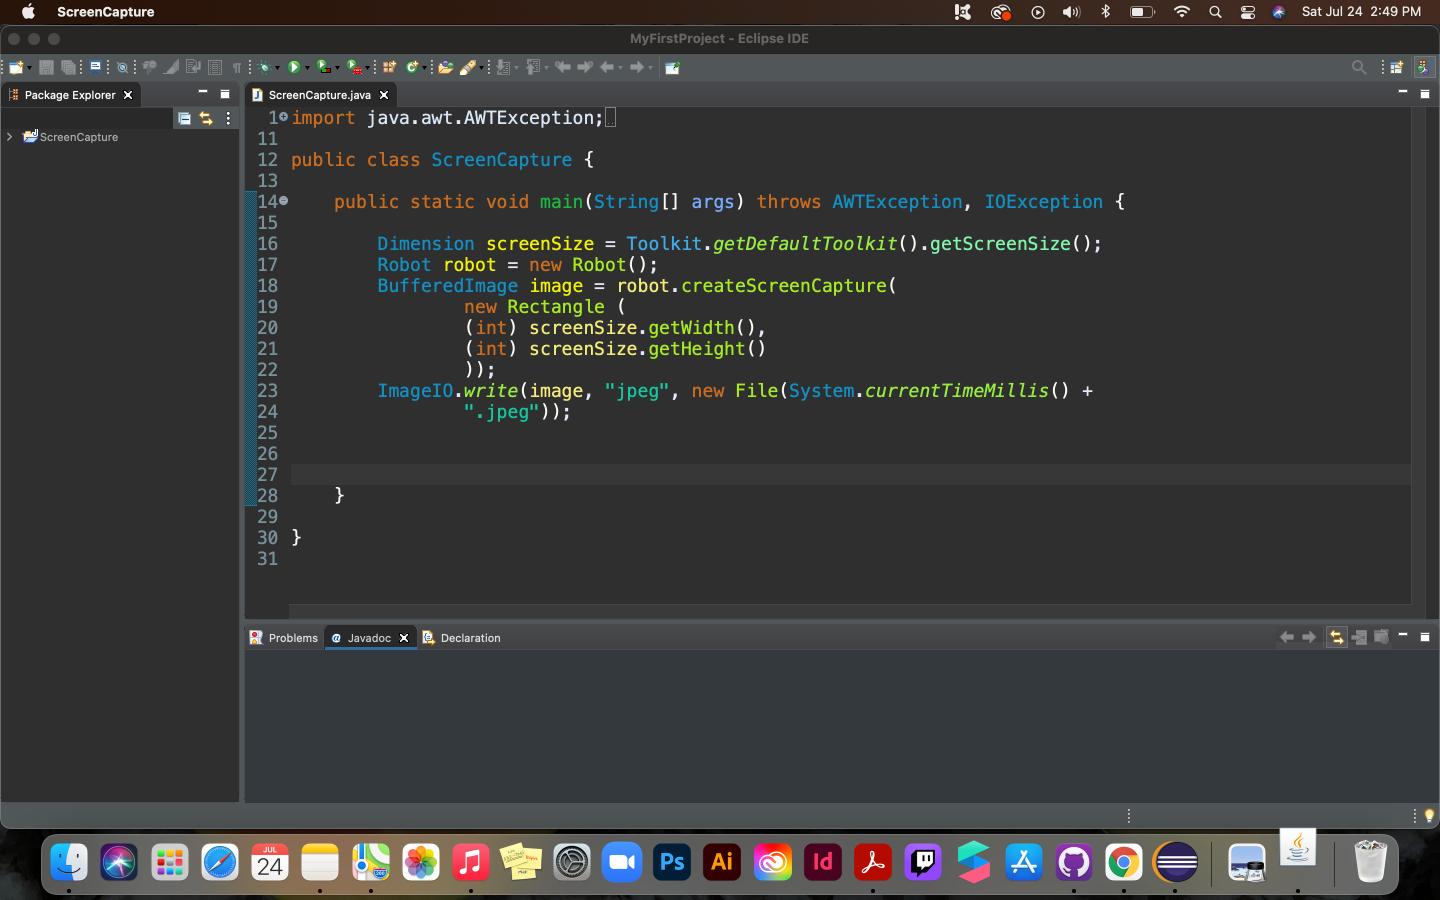 ScreenCapture
Sat Jul 24 2:49 PM
MyFirstProject - Eclipse IDE
Package Explorer
ScreenCapture
ScreenCapture.java
1 import java.awt.AWTException;
11
12 public class ScreenCapture {
13
14 public static void main(String[] args) throws AWTException, IOException {
15
16 Dimension screenSize = Toolkit.getDefaultToolkit().getScreenSize();
17 Robot robot = new Robot();
18 BufferedImage image = robot.createScreenCapture(
19 new Rectangle (
20 (int) screenSize.getWidth(),
21 (int) screenSize.getHeight()
22 ));
23 ImageIO.write(image, "jpeg", new File(System.currentTimeMillis() +
24 ".jpeg"));
25
26
27
28 }
29
30 }
31
Problems
Javadoc
Declaration
JUL
24
Ps
Ai
Id